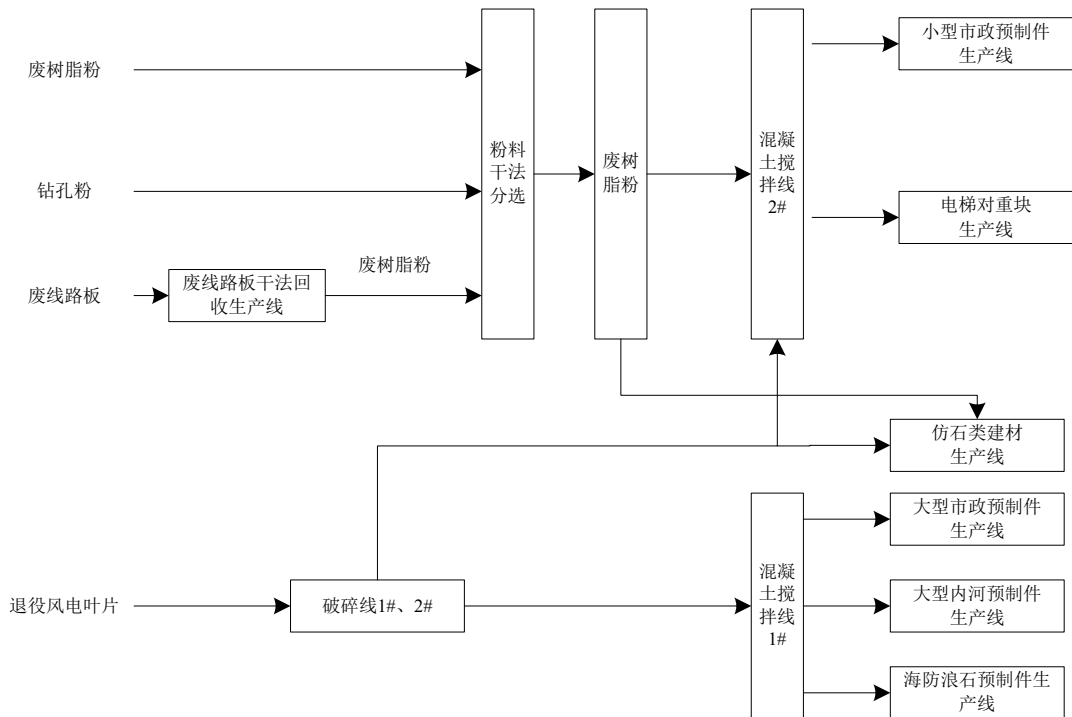 废树脂粉
钻孔粉
废线路板
废线路板干法回
收生产线
废树脂粉
粉料
干法
分选
废树
脂粉
混凝
土搅
拌线
2#
小型市政预制件
生产线
电梯对重块
生产线
仿石类建材
生产线
退役风电叶片
破碎线1#、2#
混凝
土搅
拌线
1#
大型市政预制件
生产线
大型内河预制件
生产线
海防浪石预制件生
产线